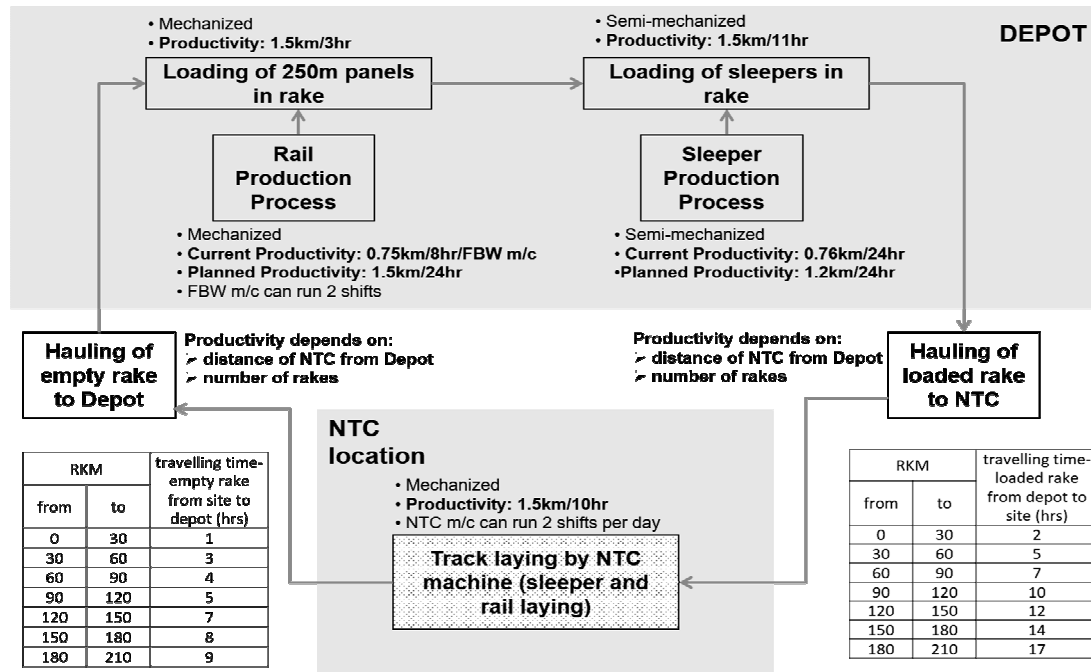 • Mechanized
• Productivity: 1.5km/3hr
Loading of 250m panels
in rake
• Semi-mechanized
• Productivity: 1.5km/11hr
Loading of sleepers in
rake
DEPOT
Rail
Production
Process
• Mechanized
• Current Productivity: 0.75km/8hr/FBW m/c
• Planned Productivity: 1.5km/24hr
• FBW m/c can run 2 shifts
Sleeper
Production
Process
• Semi-mechanized
• Current Productivity: 0.76km/24hr
•Planned Productivity: 1.2km/24hr
Hauling of
empty rake
to Depot
Productivity depends on:
➢ distance of NTC from Depot
➢ number of rakes
Productivity depends on:
➢ distance of NTC from Depot
➢ number of rakes
Hauling of
loaded rake
to NTC
NTC
location
• Mechanized
• Productivity: 1.5km/10hr
• NTC m/c can run 2 shifts per day
Track laying by NTC
machine (sleeper and
rail laying)
RKM
from to
travelling time-
empty rake
from site to
depot (hrs)
0 30 1
30 60 3
60 90 4
90 120 5
120 150 7
150 180 8
180 210 9
RKM
from to
travelling time-
loaded rake
from depot to
site (hrs)
0 30 2
30 60 5
60 90 7
90 120 10
120 150 12
150 180 14
180 210 17